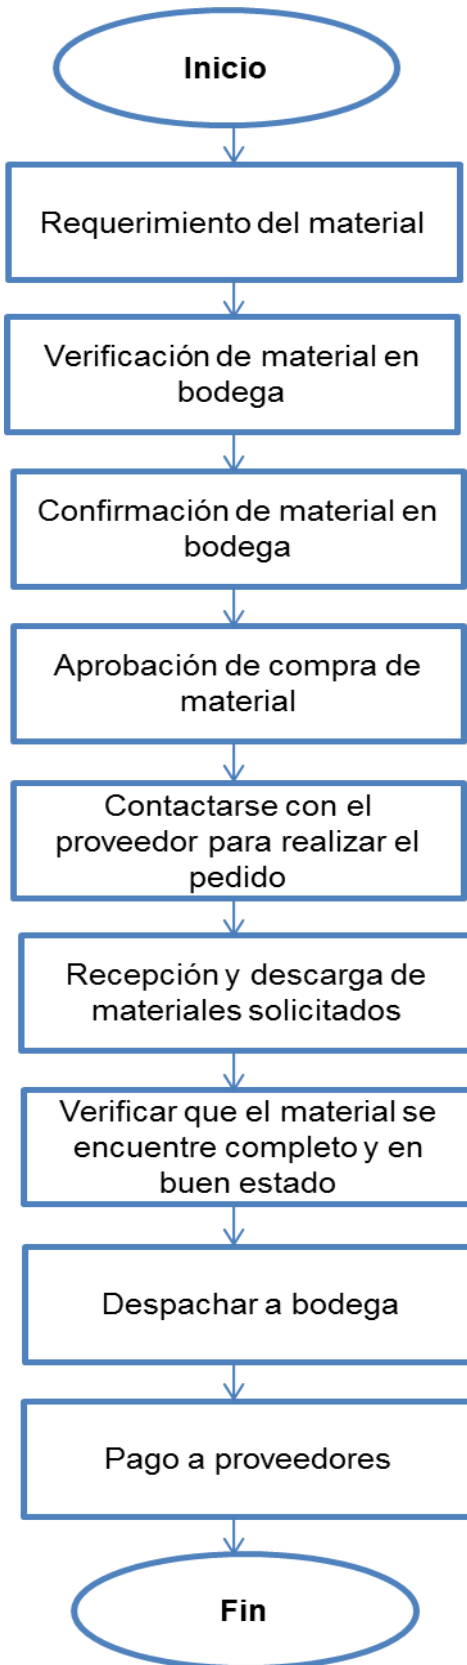 Inicio
Requerimiento del material
Verificación de material en
bodega
Confirmación de material en
bodega
Aprobación de compra de
material
Contactarse con el
proveedor para realizar el
pedido
Recepción y descarga de
materiales solicitados
Verificar que el material se
encuentre completo y en
buen estado
Despachar a bodega
Pago a proveedores
Fin